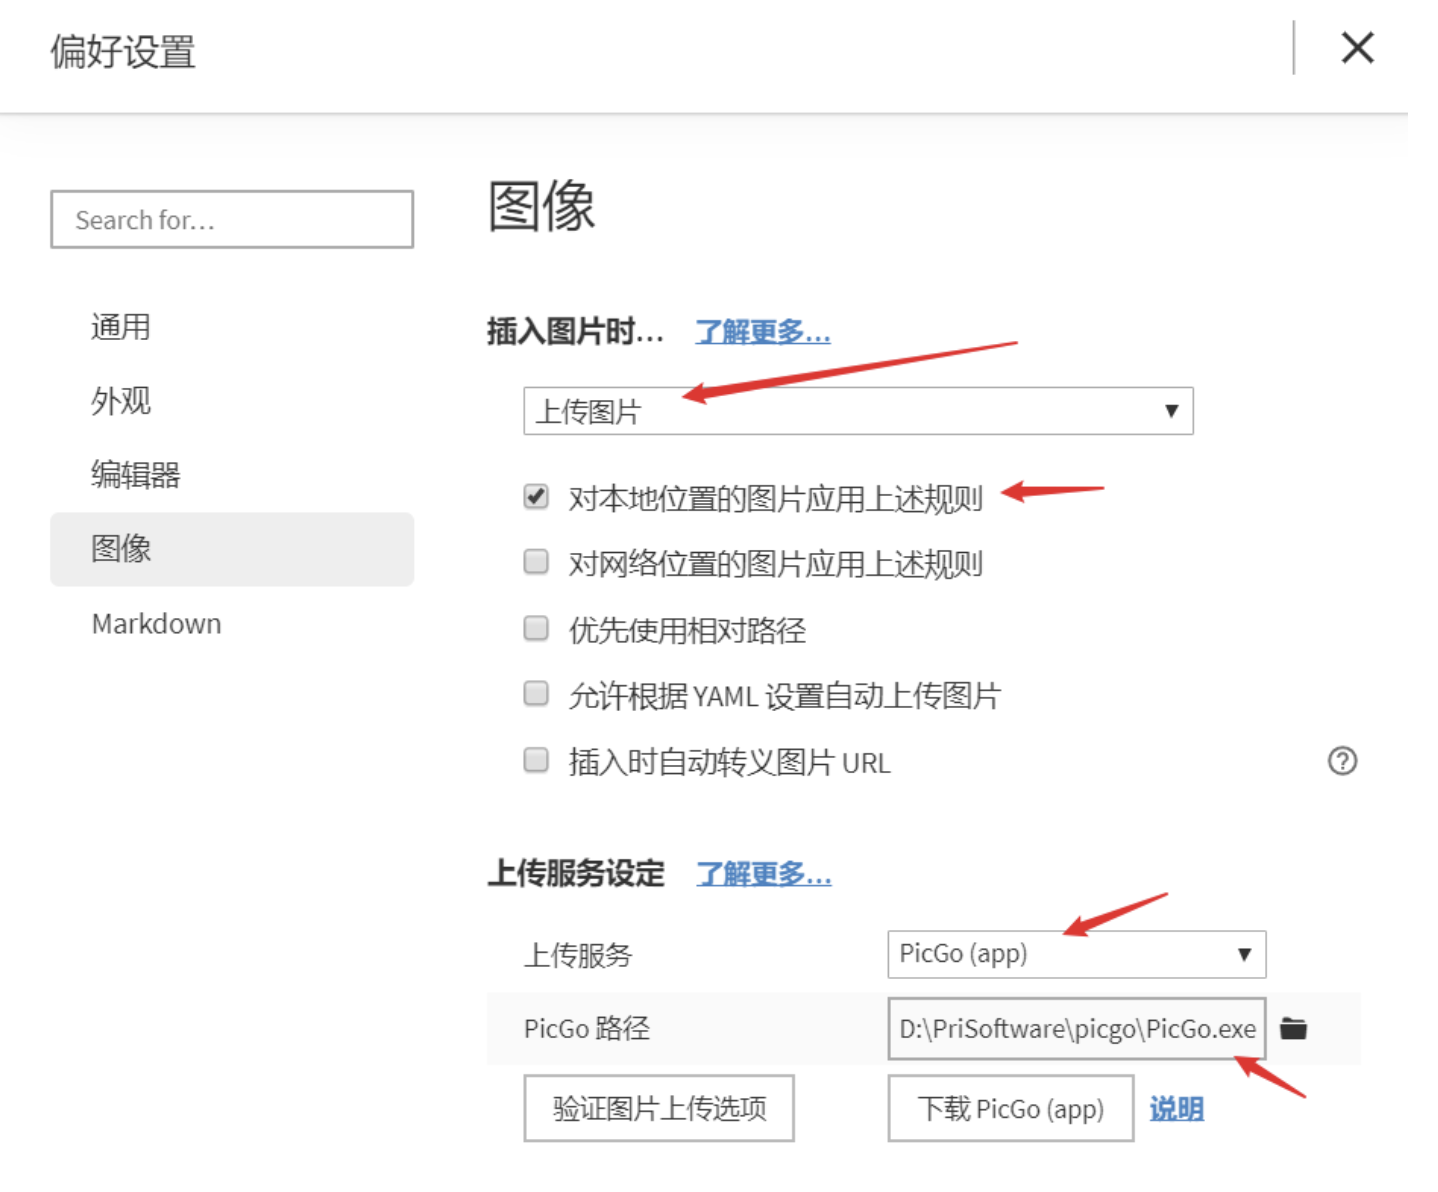 偏好设置
Search for...
通用
外观
编辑器
图像
Markdown
图像
插入图片时... 了解更多...
上传图片
对本地位置的图片应用上述规则
对网络位置的图片应用上述规则
优先使用相对路径
允许根据 YAML 设置自动上传图片
插入时自动转义图片 URL
上传服务设定 了解更多...
上传服务 PicGo (app)
PicGo 路径 D:\PriSoftware\picgo\PicGo.exe
验证图片上传选项 下载 PicGo (app) 说明